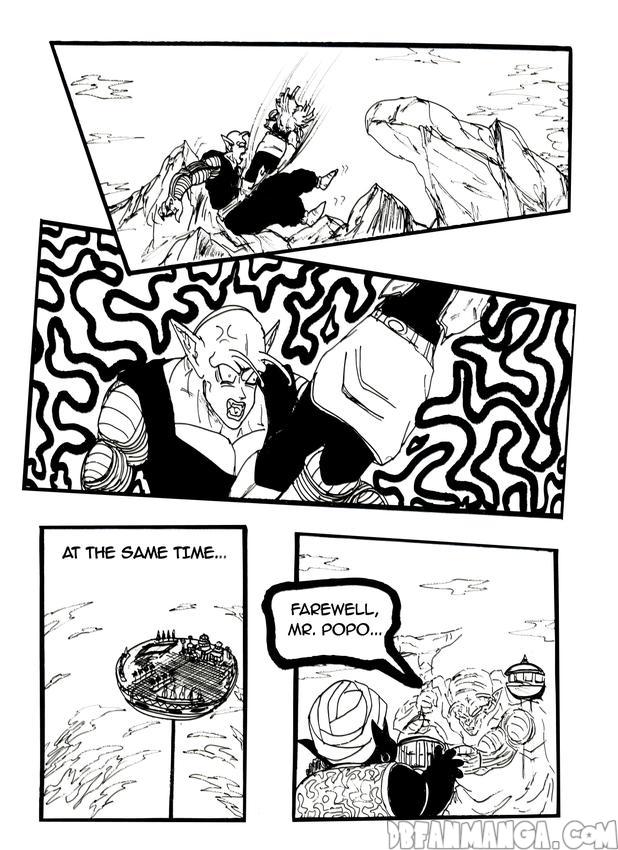 AT THE SAME TIME...
FAREWELL,
MR. POPO...
DBFANMANGA.COM